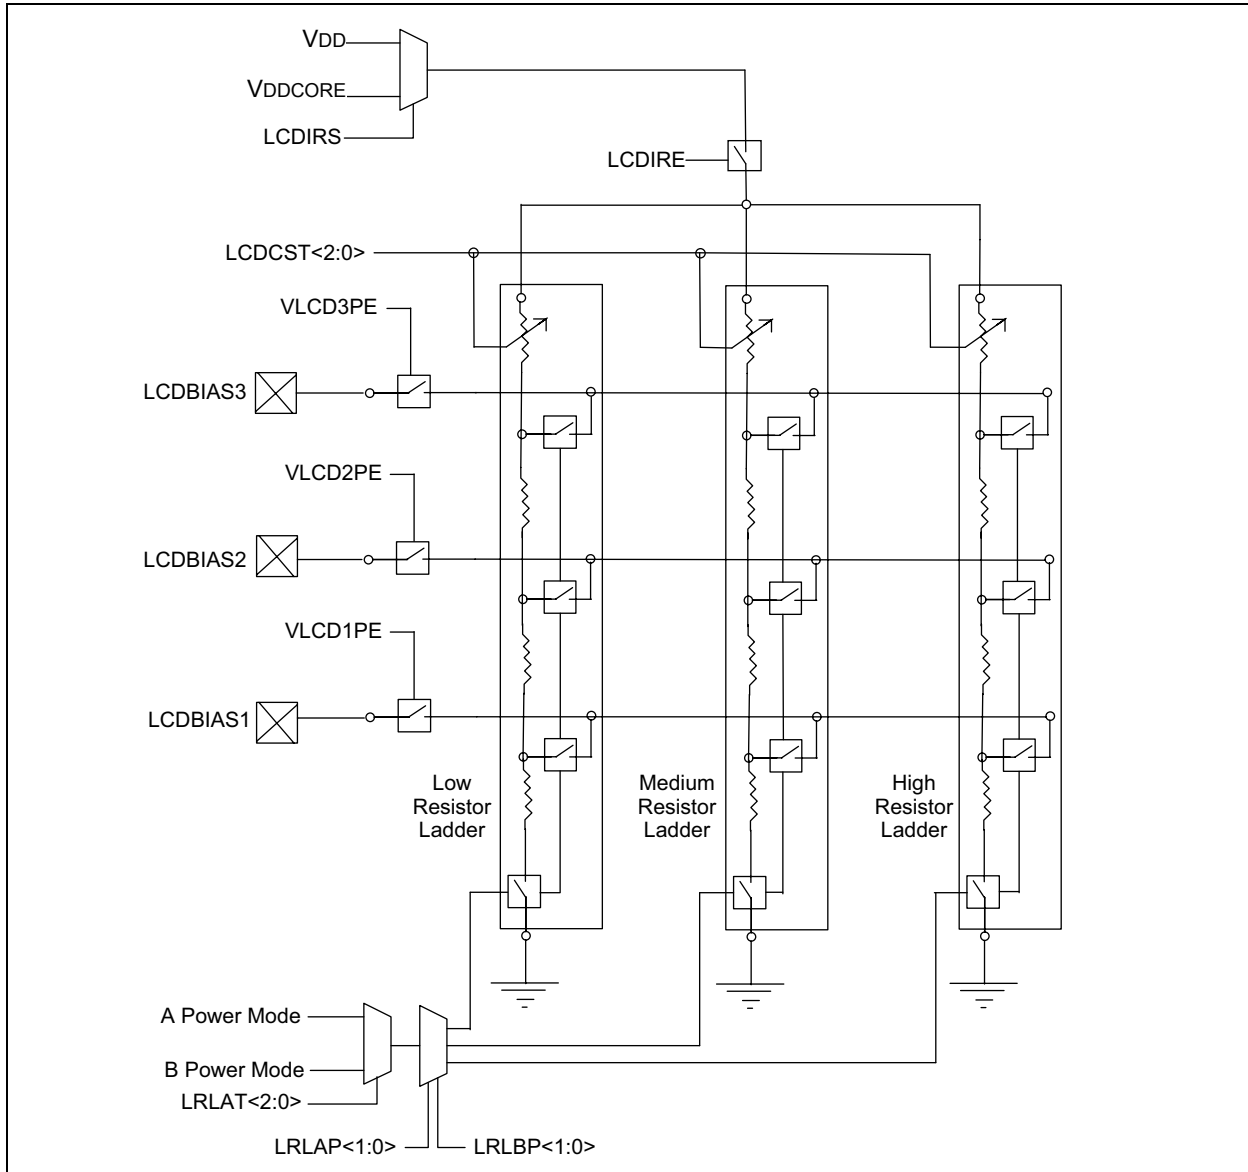 VDD
VDDCORE
LCDIRS
LCDIRE
LCDCST<2:0>
VLCD3PE
LCDBIAS3
VLCD2PE
LCDBIAS2
VLCD1PE
LCDBIAS1
Low
Resistor
Ladder
Medium
Resistor
Ladder
High
Resistor
Ladder
A Power Mode
B Power Mode
LRLAT<2:0>
LRLAP<1:0>
LRLBP<1:0>